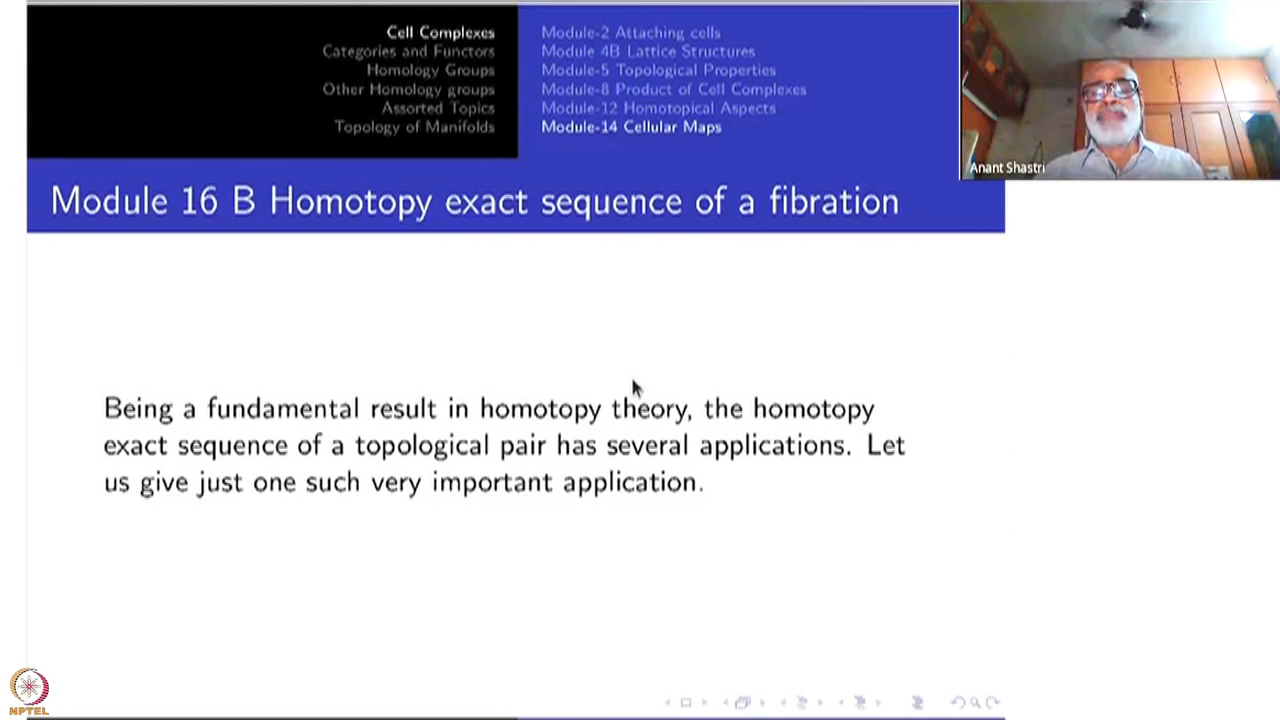 Cell Complexes
Categories and Functors
Homology Groups
Other Homology groups
Assorted Topics
Topology of Manifolds
Module-2 Attaching cells
Module 4B Lattice Structures
Module-5 Topological Properties
Module-8 Product of Cell Complexes
Module-12 Homotopical Aspects
Module-14 Cellular Maps
Anant Shastri
Module 16 B Homotopy exact sequence of a fibration
Being a fundamental result in homotopy theory, the homotopy
exact sequence of a topological pair has several applications. Let
us give just one such very important application.
NPTEL